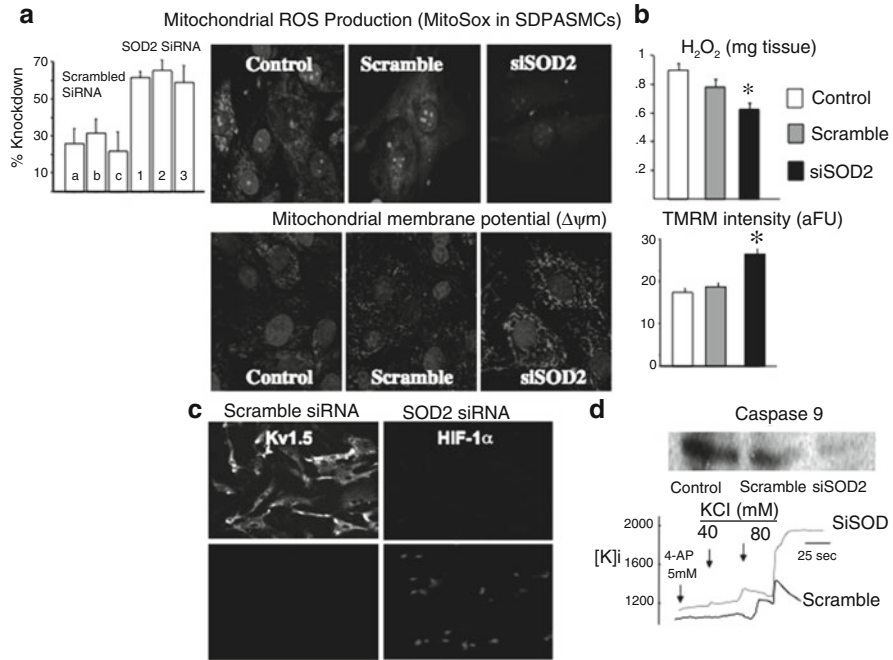 a
Mitochondrial ROS Production (MitoSox in SDPASMCs)
b
SOD2 SiRNA
Scrambled
SiRNA
% Knockdown
70
50
30
10
a
b
c
1
2
3
Control
Scramble
siSOD2
H₂O₂ (mg tissue)
1
.8
.6
.4
.2
*
Control
Scramble
siSOD2
Mitochondrial membrane potential (Δψm)
Control
Scramble
siSOD2
TMRM intensity (aFU)
30
20
10
0
*
c
Scramble siRNA
SOD2 siRNA
Kv1.5
HIF-1α
d
Caspase 9
Control
Scramble
siSOD2
KCl (mM)
40
80
4-AP
5mM
[K]i
2000
1600
1200
SiSOD
25 sec
Scramble